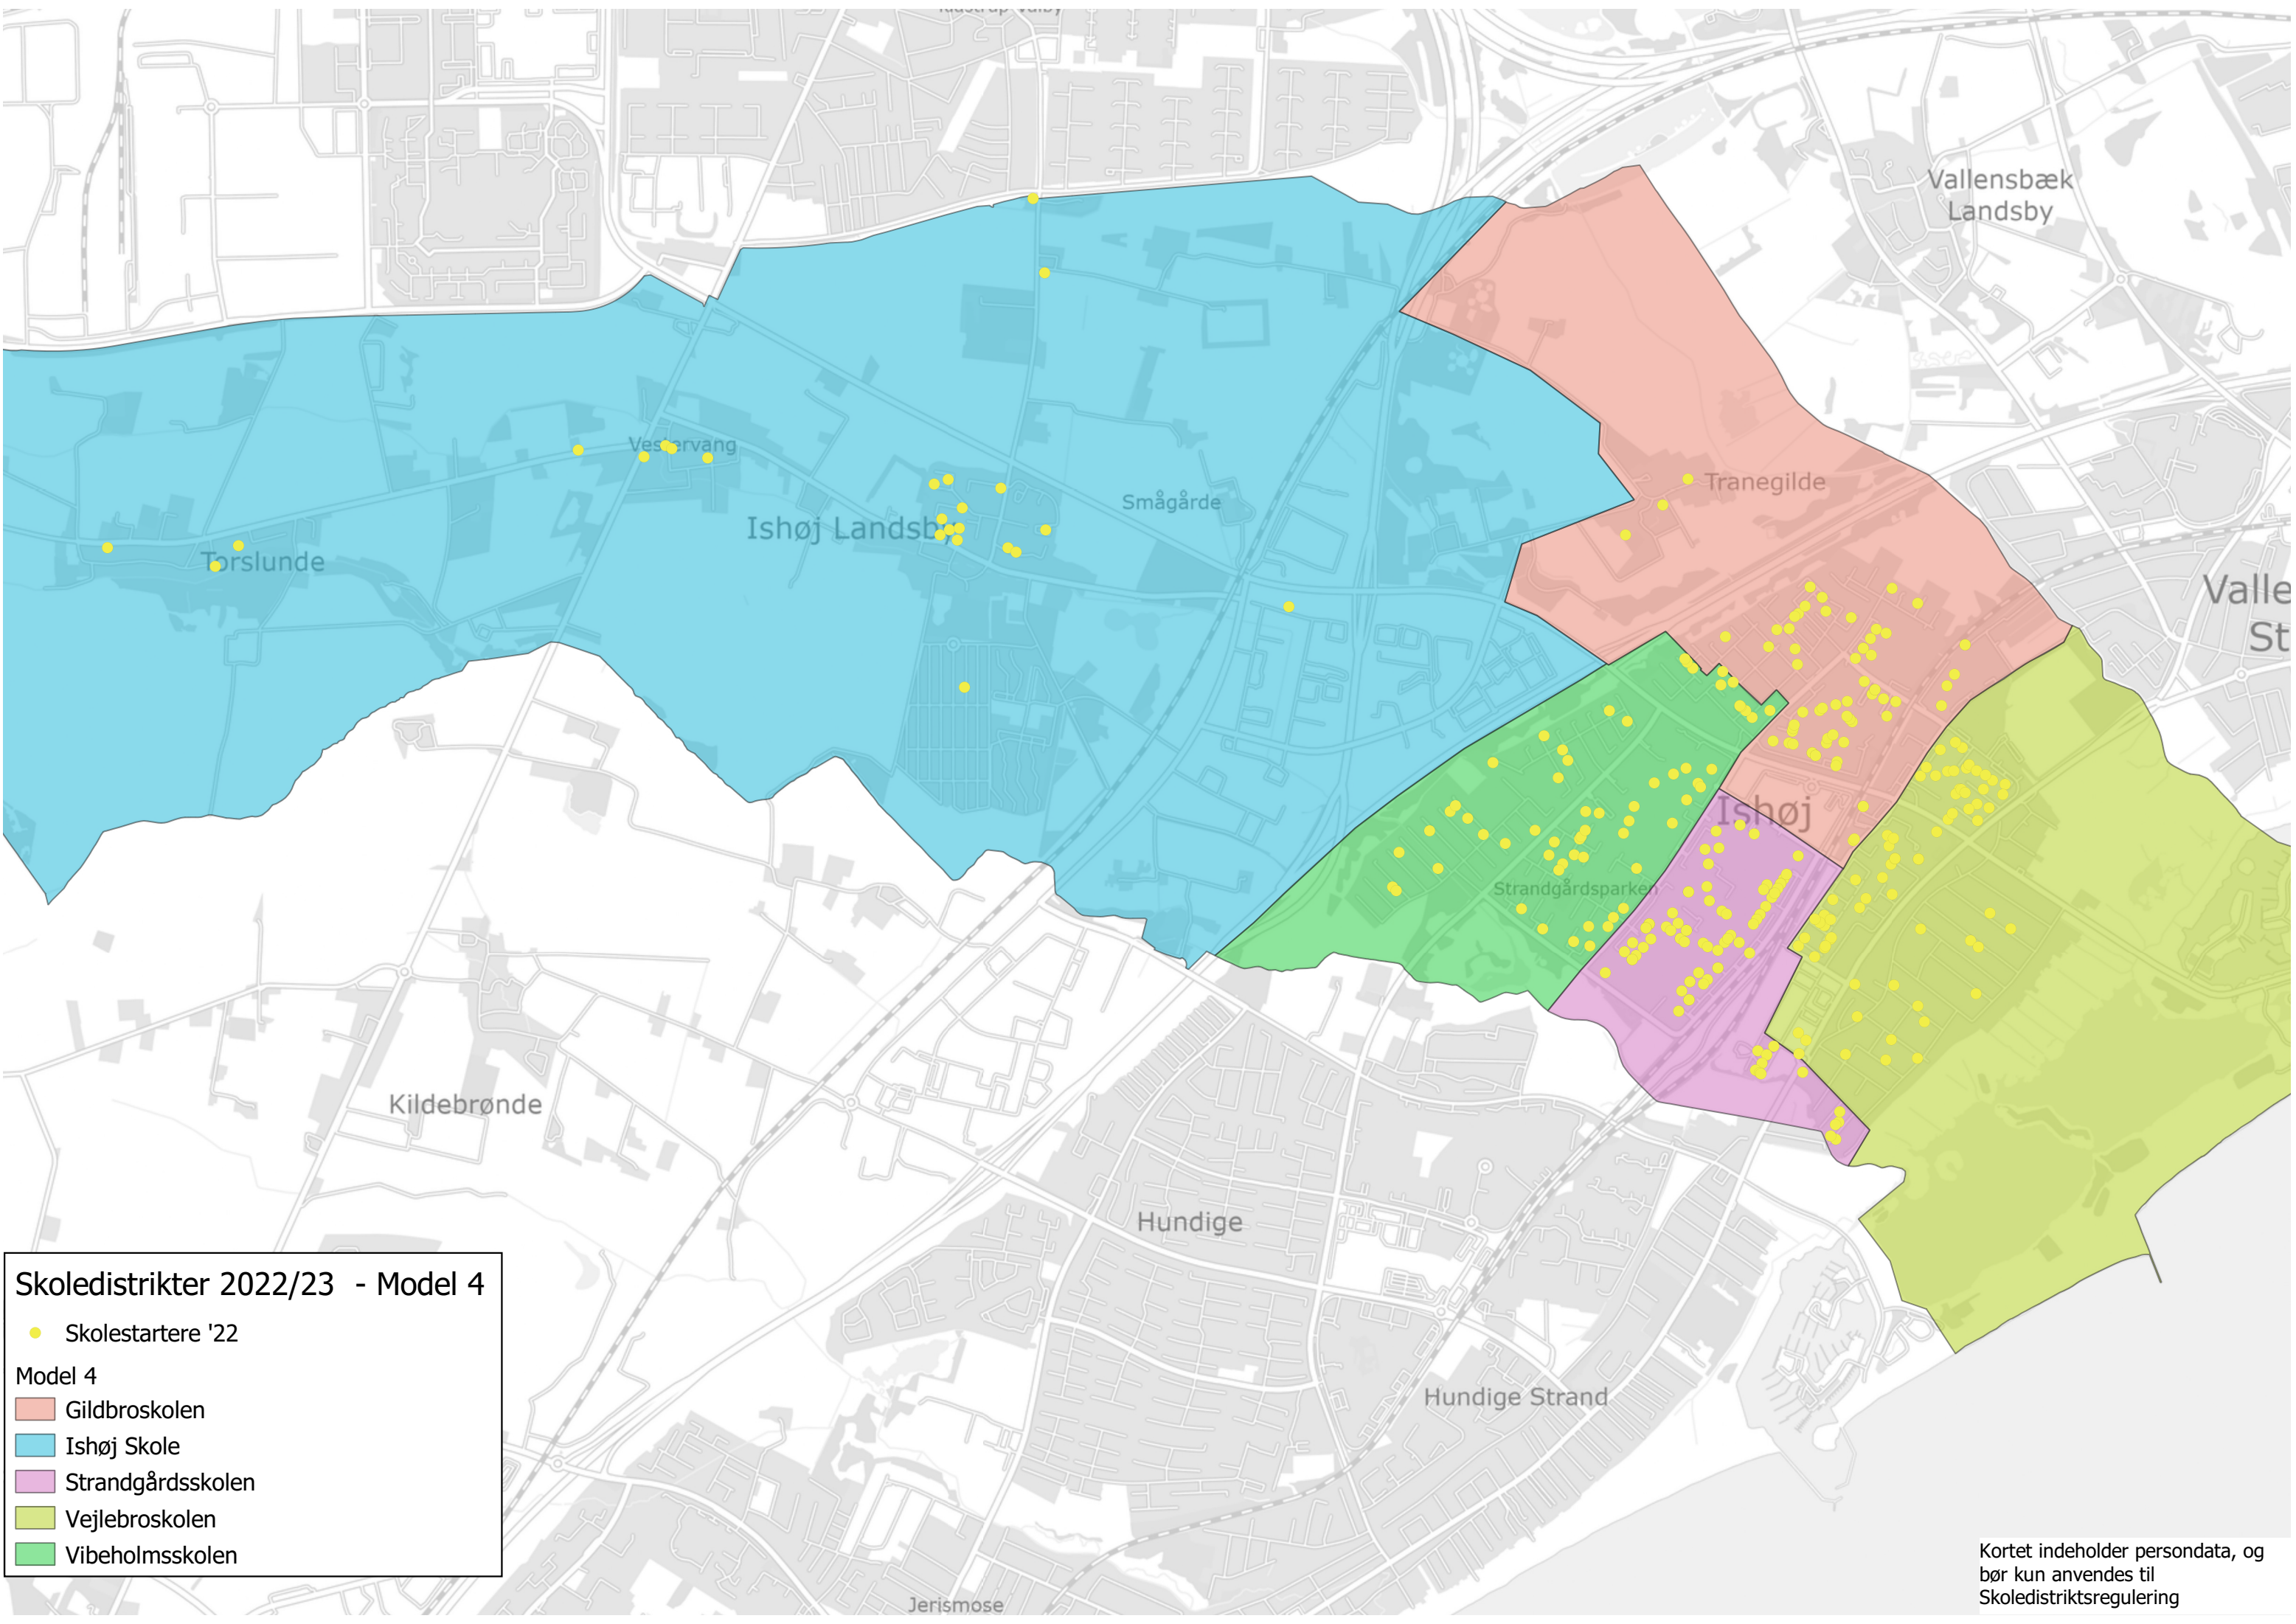 Vallensbæk
Landsby
Vestervang
Tranegilde
Smågårde
Ishøj Landsby
Torslunde
Valle
St
Ishøj
Strandgårdsparken
Kildebrønde
Hundige
Hundige Strand
Jerismose
Skoledistrikter 2022/23 - Model 4
Skolestartere '22
Model 4
Gildbroskolen
Ishøj Skole
Strandgårdsskolen
Vejlebroskolen
Vibeholmsskolen
Kortet indeholder persondata, og
bør kun anvendes til
Skoledistriktsregulering